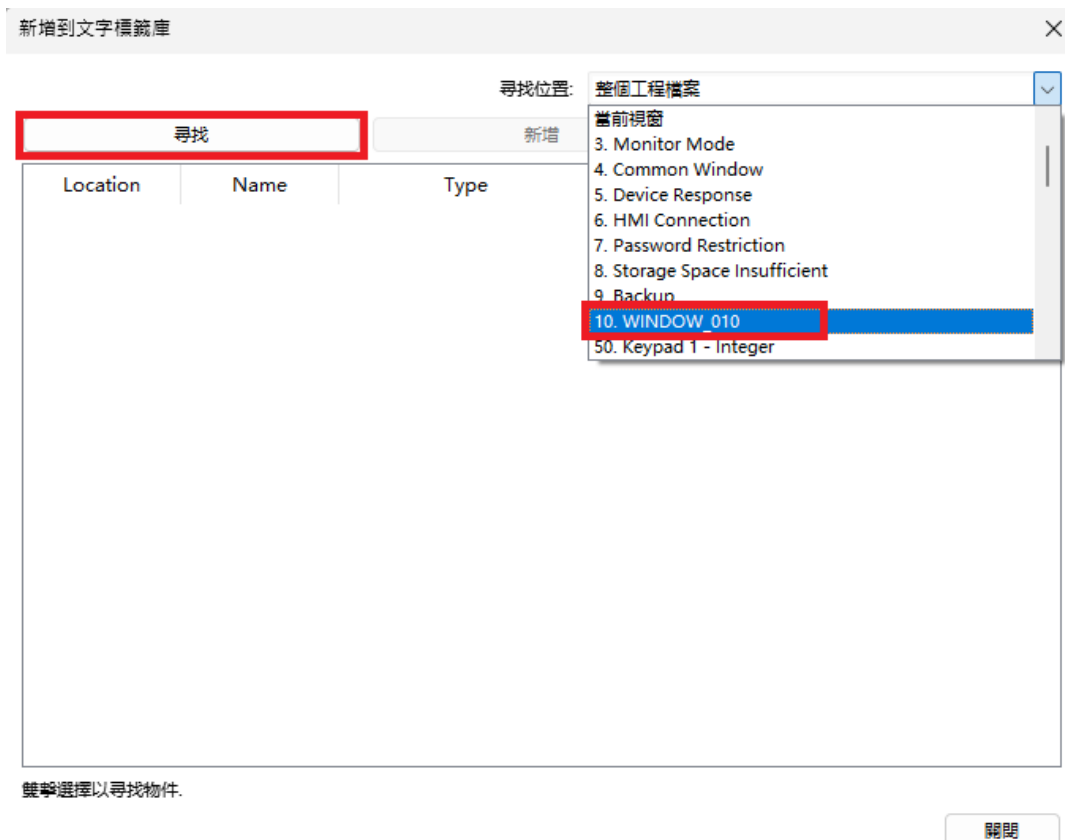 新增到文字標籤庫
尋找位置: 整個工程檔案
尋找 新增
當前視窗
3. Monitor Mode
4. Common Window
5. Device Response
6. HMI Connection
7. Password Restriction
8. Storage Space Insufficient
9. Backup
10. WINDOW_010
50. Keypad 1 - Integer
Location Name Type
雙擊選擇以尋找物件.
關閉